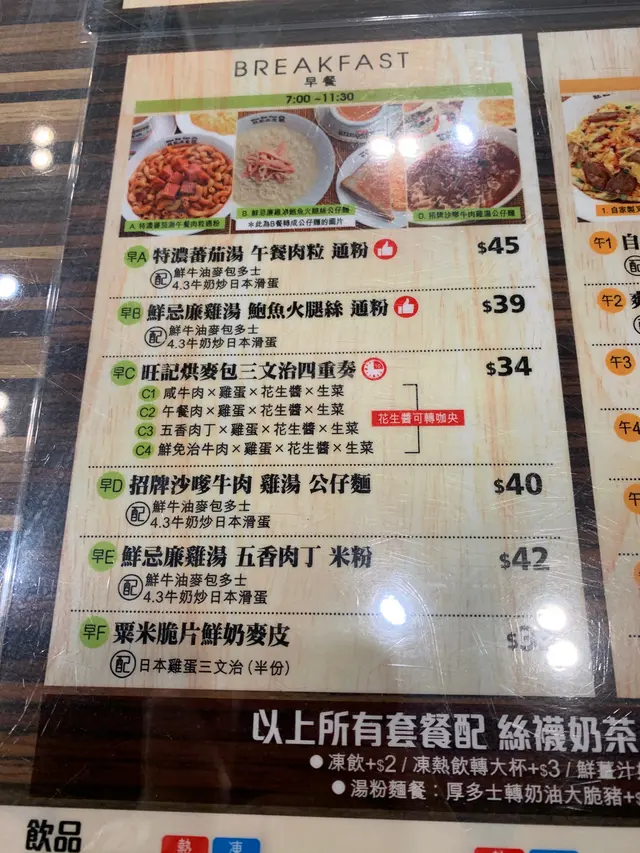 BREAKFAST
早餐
7:00 ~11:30
A. 特濃蕃茄湯午餐肉粒通粉
B. 鮮忌廉雞湯鮑魚火腿絲公仔麵
＊此為B餐轉成公仔麵的圖片
D. 招牌沙嗲牛肉雞湯公仔麵
早A 特濃蕃茄湯 午餐肉粒 通粉 $45
配 鮮牛油麥包多士
4.3牛奶炒日本滑蛋
早B 鮮忌廉雞湯 鮑魚火腿絲 通粉 $39
配 鮮牛油麥包多士
4.3牛奶炒日本滑蛋
早C 旺記烘麥包三文治四重奏 $34
C1 咸牛肉×雞蛋×花生醬×生菜
C2 午餐肉×雞蛋×花生醬×生菜
C3 五香肉丁×雞蛋×花生醬×生菜
C4 鮮免治牛肉×雞蛋×花生醬×生菜
花生醬可轉咖央
早D 招牌沙嗲牛肉 雞湯 公仔麵 $40
配 鮮牛油麥包多士
4.3牛奶炒日本滑蛋
早E 鮮忌廉雞湯 五香肉丁 米粉 $42
配 鮮牛油麥包多士
4.3牛奶炒日本滑蛋
早F 粟米脆片鮮奶麥皮
配 日本雞蛋三文治（半份）
1. 自家製
午1 自
午2
午3
午4
以上所有套餐配 絲襪奶茶
●凍飲+$2 / 凍熱飲轉大杯+$3 / 鮮薑汁
●湯粉麵餐：厚多士轉奶油大脆豬+$
飲品
熱 凍